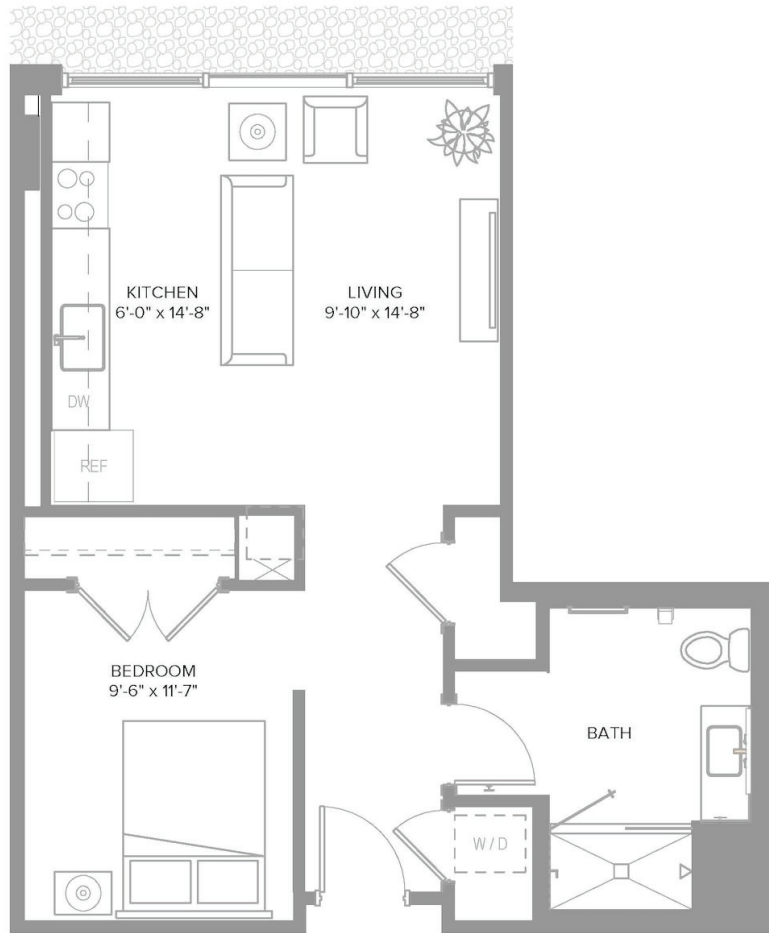 KITCHEN
6'-0" x 14'-8"
LIVING
9'-10" x 14'-8"
DW
REF
BEDROOM
9'-6" x 11'-7"
BATH
W / D